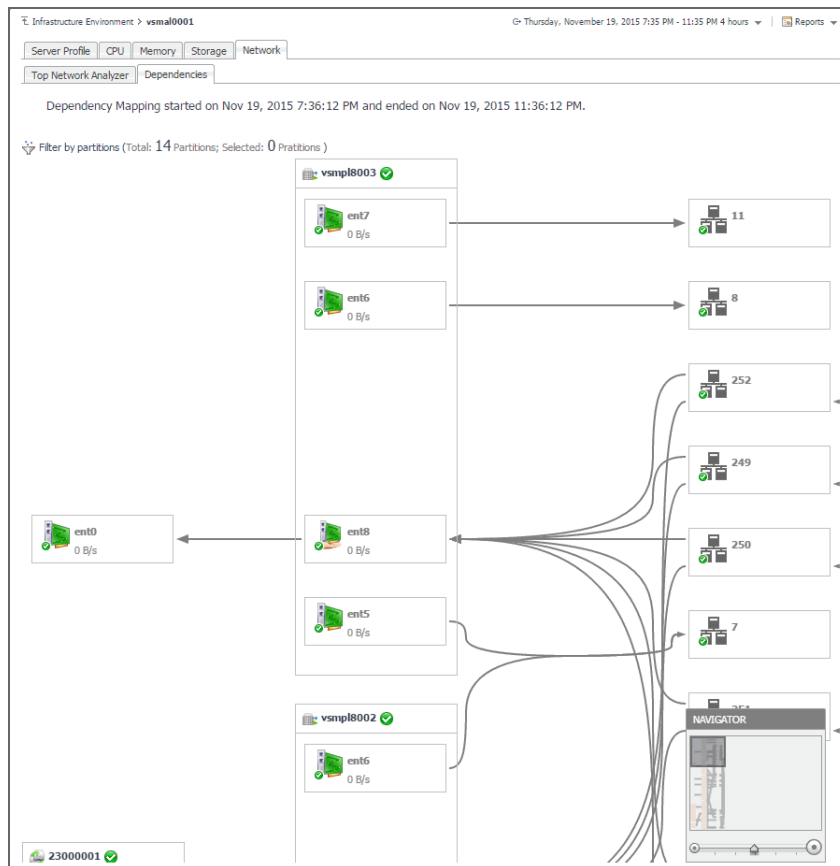 Infrastructure Environment > vsmal0001
Thursday, November 19, 2015 7:35 PM - 11:35 PM 4 hours
Reports
Server Profile CPU Memory Storage Network
Top Network Analyzer Dependencies
Dependency Mapping started on Nov 19, 2015 7:36:12 PM and ended on Nov 19, 2015 11:36:12 PM.
Filter by partitions (Total: 14 Partitions; Selected: 0 Pratitions )
vsmpl8003
ent7
0 B/s
11
ent6
0 B/s
8
252
249
ent0
0 B/s
ent8
0 B/s
250
ent5
0 B/s
7
vsmpl8002
NAVIGATOR
ent6
0 B/s
23000001